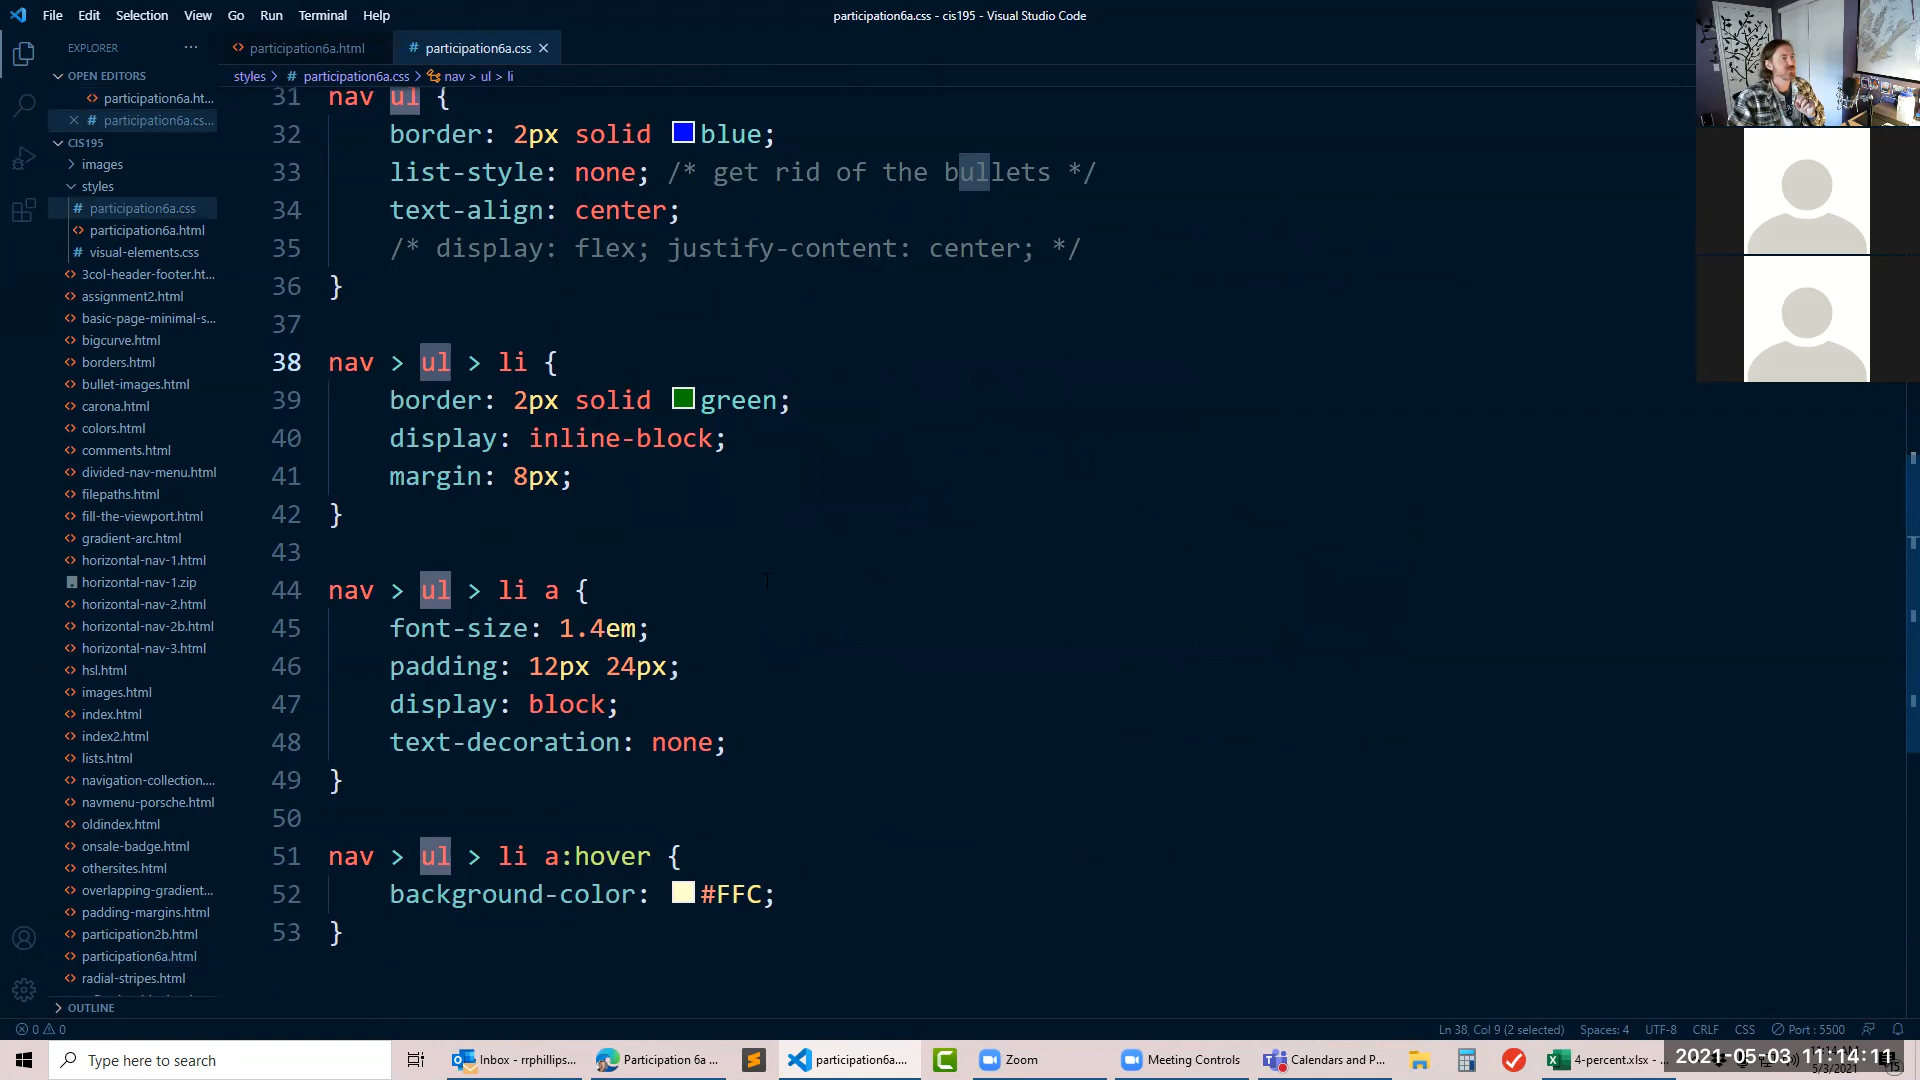 File Edit Selection View Go Run Terminal Help
participation6a.css - cis195 - Visual Studio Code
EXPLORER
OPEN EDITORS
participation6a.ht...
participation6a.cs...
CIS195
images
styles
participation6a.css
participation6a.html
visual-elements.css
3col-header-footer.ht...
assignment2.html
basic-page-minimal-s...
bigcurve.html
borders.html
bullet-images.html
carona.html
colors.html
comments.html
divided-nav-menu.html
filepaths.html
fill-the-viewport.html
gradient-arc.html
horizontal-nav-1.html
horizontal-nav-1.zip
horizontal-nav-2.html
horizontal-nav-2b.html
horizontal-nav-3.html
hsl.html
images.html
index.html
index2.html
lists.html
navigation-collection....
navmenu-porsche.html
oldindex.html
onsale-badge.html
othersites.html
overlapping-gradient...
padding-margins.html
participation2b.html
participation6a.html
radial-stripes.html
OUTLINE
participation6a.html
participation6a.css
styles > # participation6a.css > nav > ul > li
31 nav ul {
32 border: 2px solid blue;
33 list-style: none; /* get rid of the bullets */
34 text-align: center;
35 /* display: flex; justify-content: center; */
36 }
37
38 nav > ul > li {
39 border: 2px solid green;
40 display: inline-block;
41 margin: 8px;
42 }
43
44 nav > ul > li a {
45 font-size: 1.4em;
46 padding: 12px 24px;
47 display: block;
48 text-decoration: none;
49 }
50
51 nav > ul > li a:hover {
52 background-color: #FFC;
53 }
0 0
Ln 38, Col 9 (2 selected) Spaces: 4 UTF-8 CRLF CSS Port : 5500
Type here to search
Inbox - rrphillips...
Participation 6a ...
participation6a....
Zoom
Meeting Controls
Calendars and P...
4-percent.xlsx - ...
2021-05-03 11:14:11
5/3/2021
15